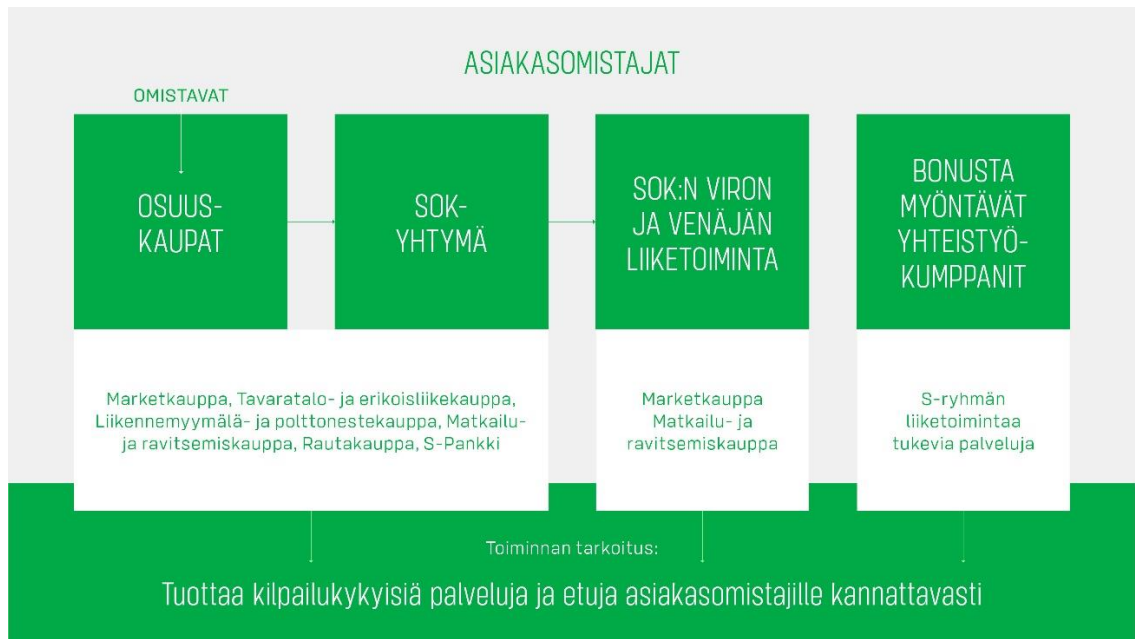 ASIAKASOMISTAJAT
OMISTAVAT
OSUUS-
KAUPAT
SOK-
YHTYMÄ
SOK:N VIRON
JA VENÄJÄN
LIIKETOIMINTA
BONUSTA
MYÖNTÄVÄT
YHTEISTYÖ-
KUMPPANIT
Marketkauppa, Tavaratalo- ja erikoisliikekauppa,
Liikennemyymälä- ja polttonestekauppa, Matkailu-
ja ravitsemiskauppa, Rautakauppa, S-Pankki
Marketkauppa
Matkailu- ja
ravitsemiskauppa
S-ryhmän
liiketoimintaa
tukevia palveluja
Toiminnan tarkoitus:
Tuottaa kilpailukykyisiä palveluja ja etuja asiakasomistajille kannattavasti